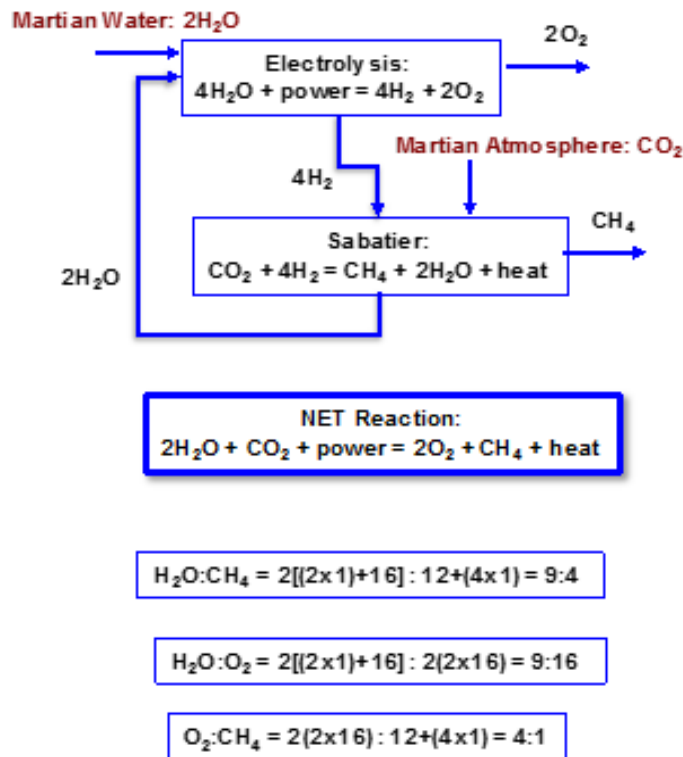 Martian Water: 2H₂O
2O₂
Electrolysis:
4H₂O + power = 4H₂ + 2O₂
Martian Atmosphere: CO₂
4H₂
CH₄
Sabatier:
CO₂ + 4H₂ = CH₄ + 2H₂O + heat
2H₂O
NET Reaction:
2H₂O + CO₂ + power = 2O₂ + CH₄ + heat
H₂O:CH₄ = 2[(2x1)+16] : 12+(4x1) = 9:4
H₂O:O₂ = 2[(2x1)+16] : 2(2x16) = 9:16
O₂:CH₄ = 2(2x16) : 12+(4x1) = 4:1